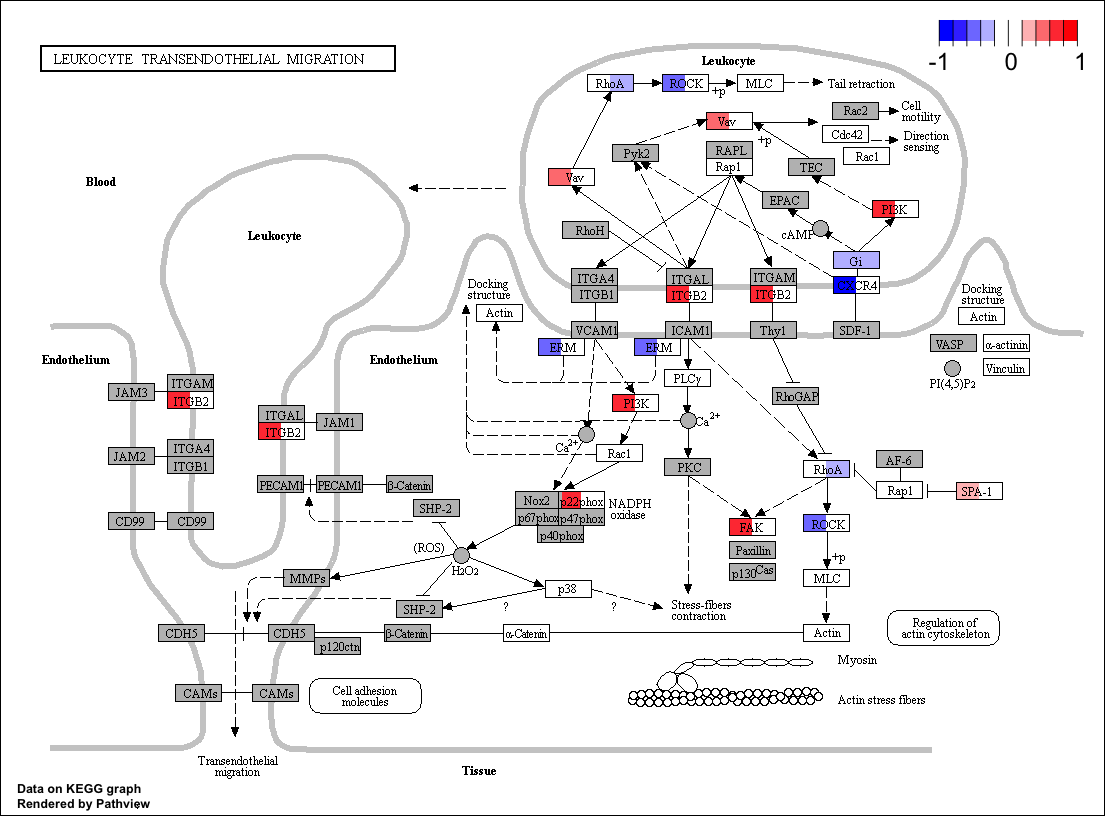 LEUKOCYTE TRANSENDOTHELIAL MIGRATION
-1 0 1
Leukocyte
RhoA ROCK +p MLC Tail retraction
Vav +p Rac2 Cell
motility
Cdc42 Direction
sensing
Rac1
Pyk2 RAPL
Rap1 TEC
Vav
EPAC PI3K
RhoH cAMP
Gi
Blood
Leukocyte
ITGA4
ITGB1
ITGAL
ITGB2
ITGAM
ITGB2
CXCR4
Docking
structure
Actin
VCAM1 ICAM1 Thy1 SDF-1
ERM ERM
Docking
structure
Actin
VASP α-actinin
PI(4,5)P2 Vinculin
Endothelium
Endothelium
PLCγ
RhoGAP
JAM3 ITGAM
ITGB2
ITGAL
ITGB2 JAM1
PI3K
Ca2+
Ca2+
Rac1
JAM2 ITGA4
ITGB1
PKC RhoA AF-6
Rap1 SPA-1
PECAM1 PECAM1 β-Catenin
SHP-2
Nox2 p22phox
p67phox p47phox
p40phox
NADPH
oxidase
CD99 CD99
FAK
Paxillin
p130Cas
ROCK
+p
MLC
(ROS)
H2O2
MMPs
p38
SHP-2 ? ?
Stress-fibers
contraction
CDH5 CDH5 β-Catenin α-Catenin Actin
p120ctn
Regulation of
actin cytoskeleton
Myosin
Actin stress fibers
CAMs CAMs
Cell adhesion
molecules
Transendothelial
migration
Tissue
Data on KEGG graph
Rendered by Pathview